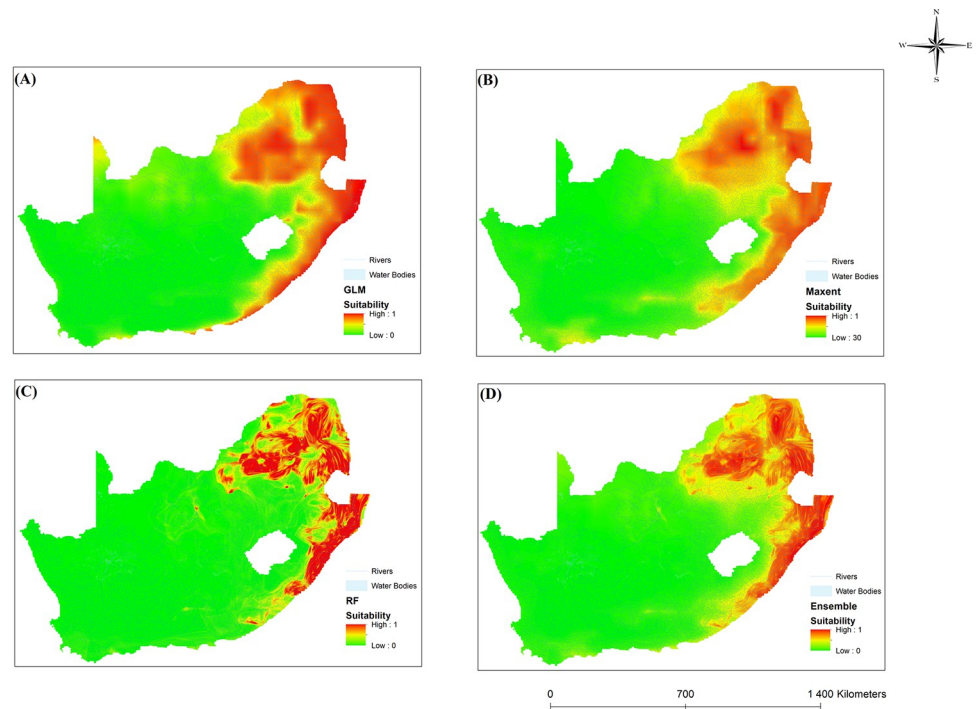 N
W E
S
(A)
Rivers
Water Bodies
GLM
Suitability
High : 1
Low : 0
(B)
Rivers
Water Bodies
Maxent
Suitability
High : 1
Low : 30
(C)
Rivers
Water Bodies
RF
Suitability
High : 1
Low : 0
(D)
Rivers
Water Bodies
Ensemble
Suitability
High : 1
Low : 0
0 700 1 400 Kilometers